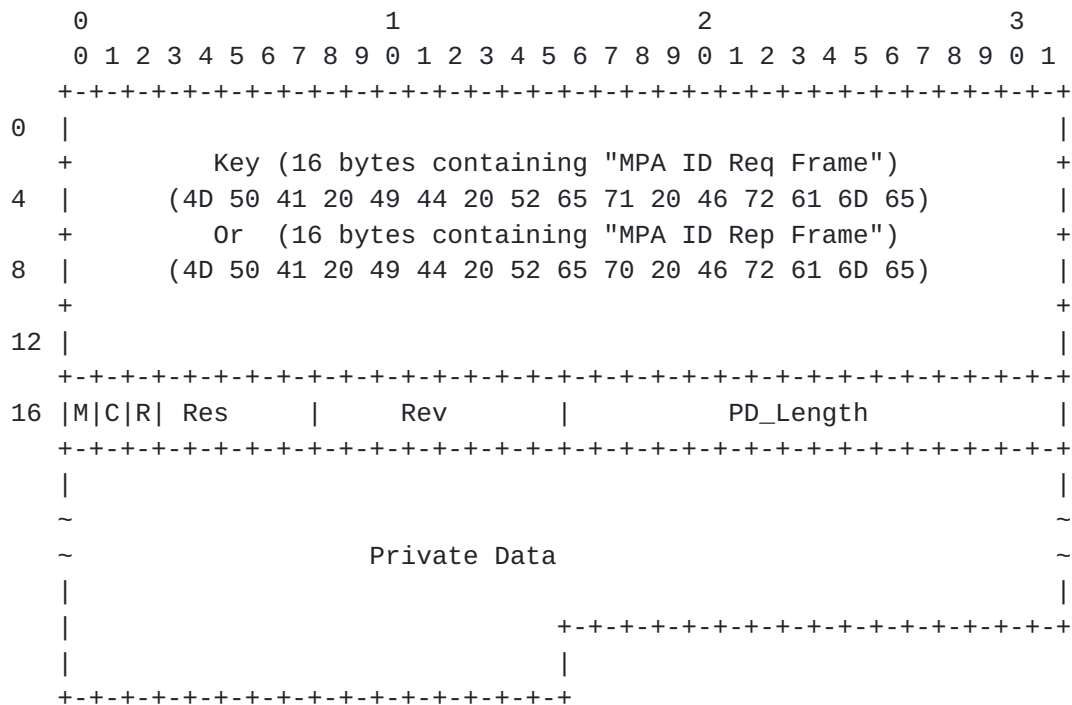 0                   1                   2                   3
    0 1 2 3 4 5 6 7 8 9 0 1 2 3 4 5 6 7 8 9 0 1 2 3 4 5 6 7 8 9 0 1
   +-+-+-+-+-+-+-+-+-+-+-+-+-+-+-+-+-+-+-+-+-+-+-+-+-+-+-+-+-+-+-+-+
0  |                                                               |
   +         Key (16 bytes containing "MPA ID Req Frame")          +
4  |      (4D 50 41 20 49 44 20 52 65 71 20 46 72 61 6D 65)        |
   +         Or  (16 bytes containing "MPA ID Rep Frame")          +
8  |      (4D 50 41 20 49 44 20 52 65 70 20 46 72 61 6D 65)        |
   +                                                               +
12 |                                                               |
   +-+-+-+-+-+-+-+-+-+-+-+-+-+-+-+-+-+-+-+-+-+-+-+-+-+-+-+-+-+-+-+-+
16 |M|C|R| Res     |     Rev       |          PD_Length            |
   +-+-+-+-+-+-+-+-+-+-+-+-+-+-+-+-+-+-+-+-+-+-+-+-+-+-+-+-+-+-+-+-+
   |                                                               |
   ~                                                               ~
   ~                   Private Data                                ~
   |                                                               |
   |                               +-+-+-+-+-+-+-+-+-+-+-+-+-+-+-+-+
   |                               |
   +-+-+-+-+-+-+-+-+-+-+-+-+-+-+-+-+